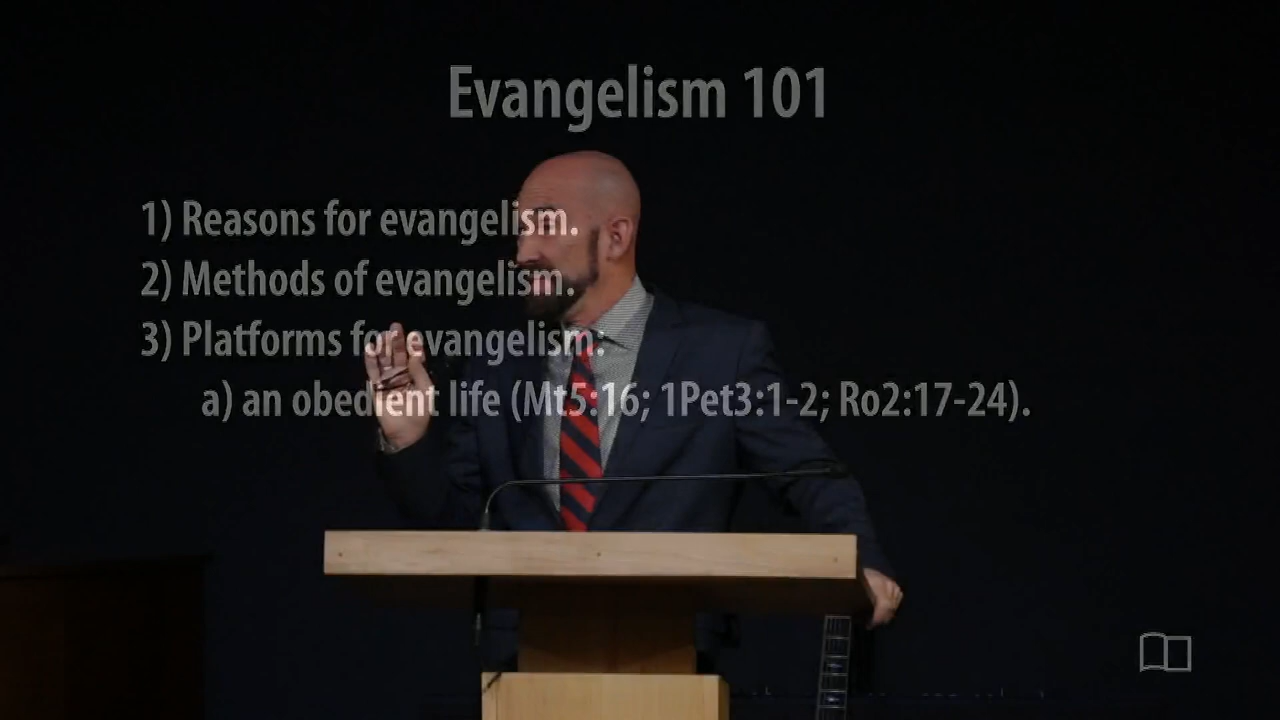 Evangelism 101
1) Reasons for evangelism.
2) Methods of evangelism.
3) Platforms for evangelism:
a) an obedient life (Mt5:16; 1Pet3:1-2; Ro2:17-24).